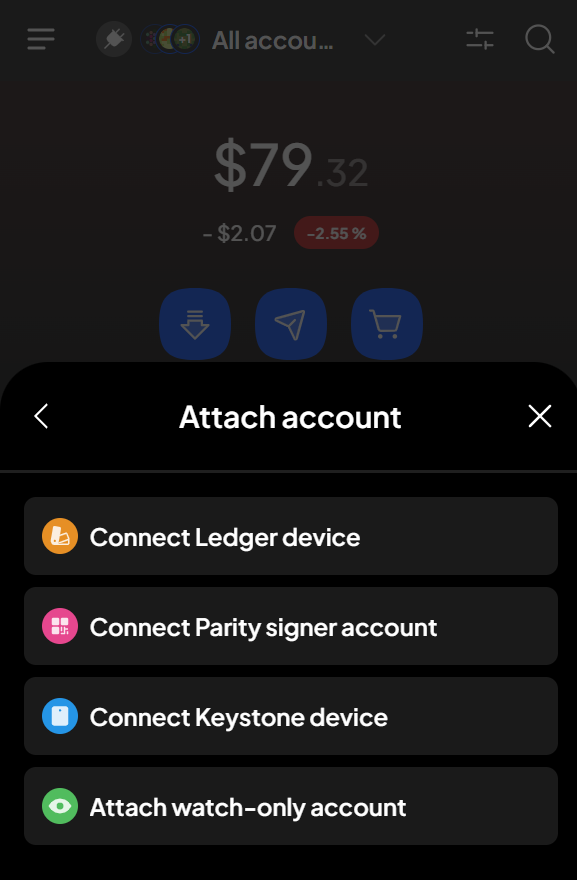 +1 All accou...
$79.32
- $2.07 -2.55 %
Attach account
Connect Ledger device
Connect Parity signer account
Connect Keystone device
Attach watch-only account